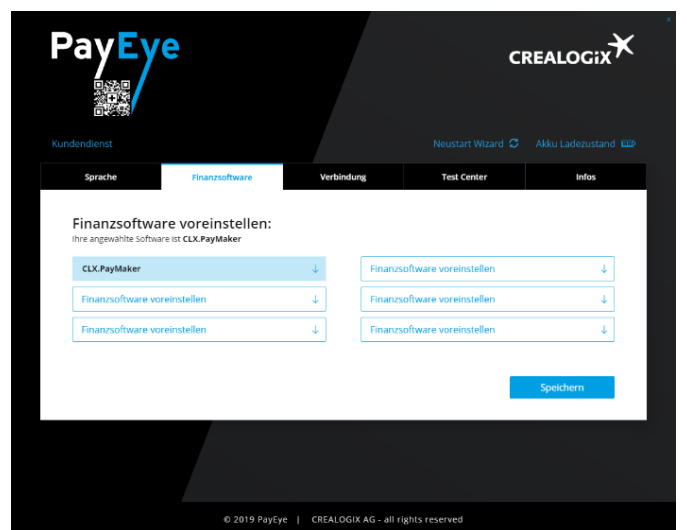 PayEye
CREALOGiX
x
Kundendienst
Neustart Wizard
Akku Ladezustand
Sprache
Finanzsoftware
Verbindung
Test Center
Infos
Finanzsoftware voreinstellen:
Ihre angewählte Software ist CLX.PayMaker
CLX.PayMaker
Finanzsoftware voreinstellen
Finanzsoftware voreinstellen
Finanzsoftware voreinstellen
Finanzsoftware voreinstellen
Finanzsoftware voreinstellen
Speichern
© 2019 PayEye | CREALOGIX AG - all rights reserved